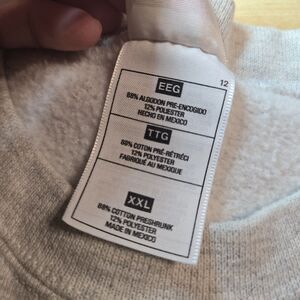 12
EEG
88% ALGODON PRE-ENCOGIDO
12% POLIESTER
HECHO EN MEXICO
TTG
88% COTON PRÉ-RÉTRÉCI
12% POLYESTER
FABRIQUÉ AU MEXIQUE
XXL
88% COTTON PRESHRUNK
12% POLYESTER
MADE IN MEXICO